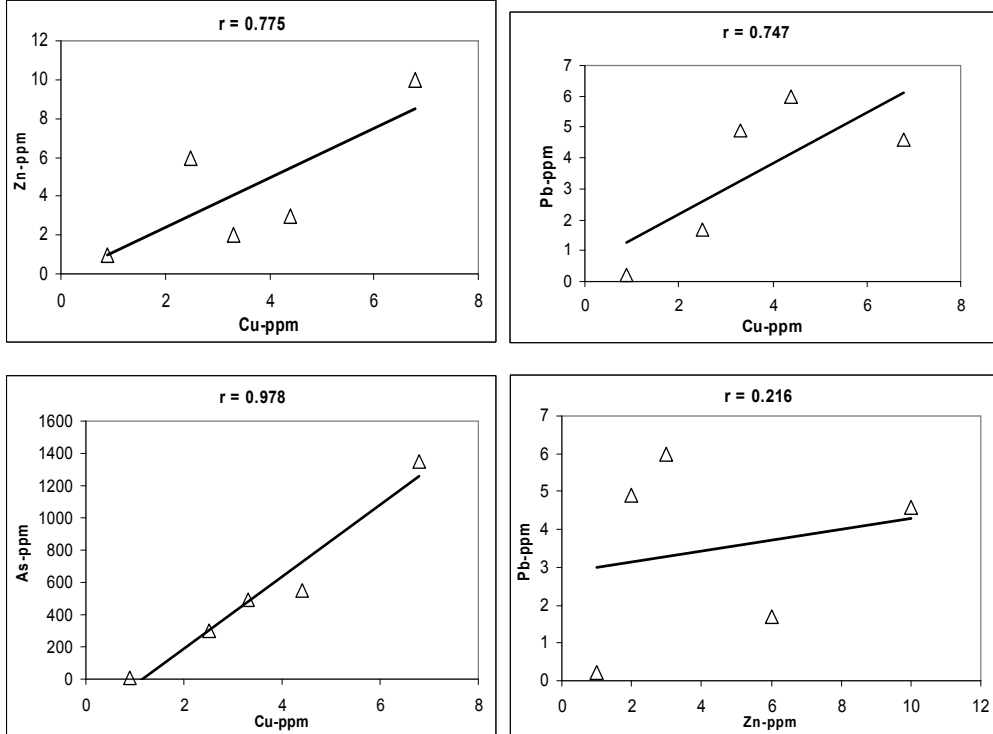 r = 0.775
Zn-ppm
12
10
8
6
4
2
0
0 2 4 6 8
Cu-ppm
r = 0.747
Pb-ppm
7
6
5
4
3
2
1
0
0 2 4 6 8
Cu-ppm
r = 0.978
As-ppm
1600
1400
1200
1000
800
600
400
200
0
0 2 4 6 8
Cu-ppm
r = 0.216
Pb-ppm
7
6
5
4
3
2
1
0
0 2 4 6 8 10 12
Zn-ppm